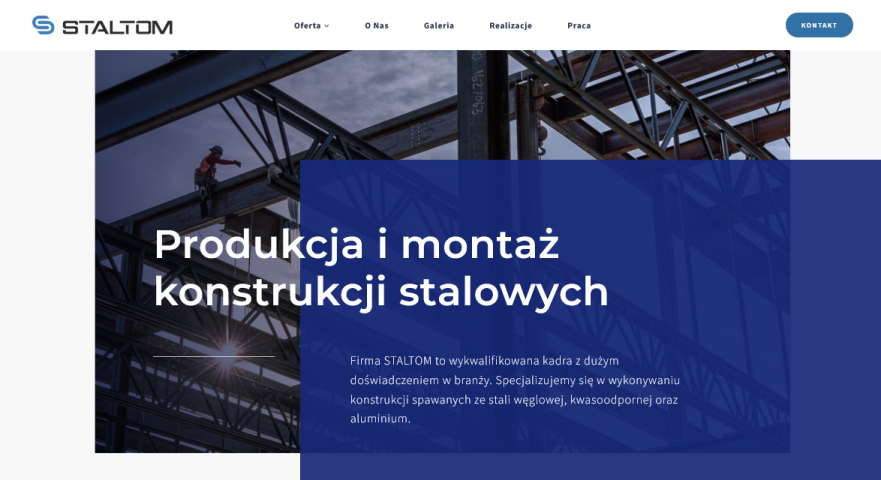 STALTOM
Oferta
O Nas
Galeria
Realizacje
Praca
KONTAKT
Produkcja i montaż
konstrukcji stalowych
Firma STALTOM to wykwalifikowana kadra z dużym
doświadczeniem w branży. Specjalizujemy się w wykonywaniu
konstrukcji spawanych ze stali węglowej, kwasoodpornej oraz
aluminium.